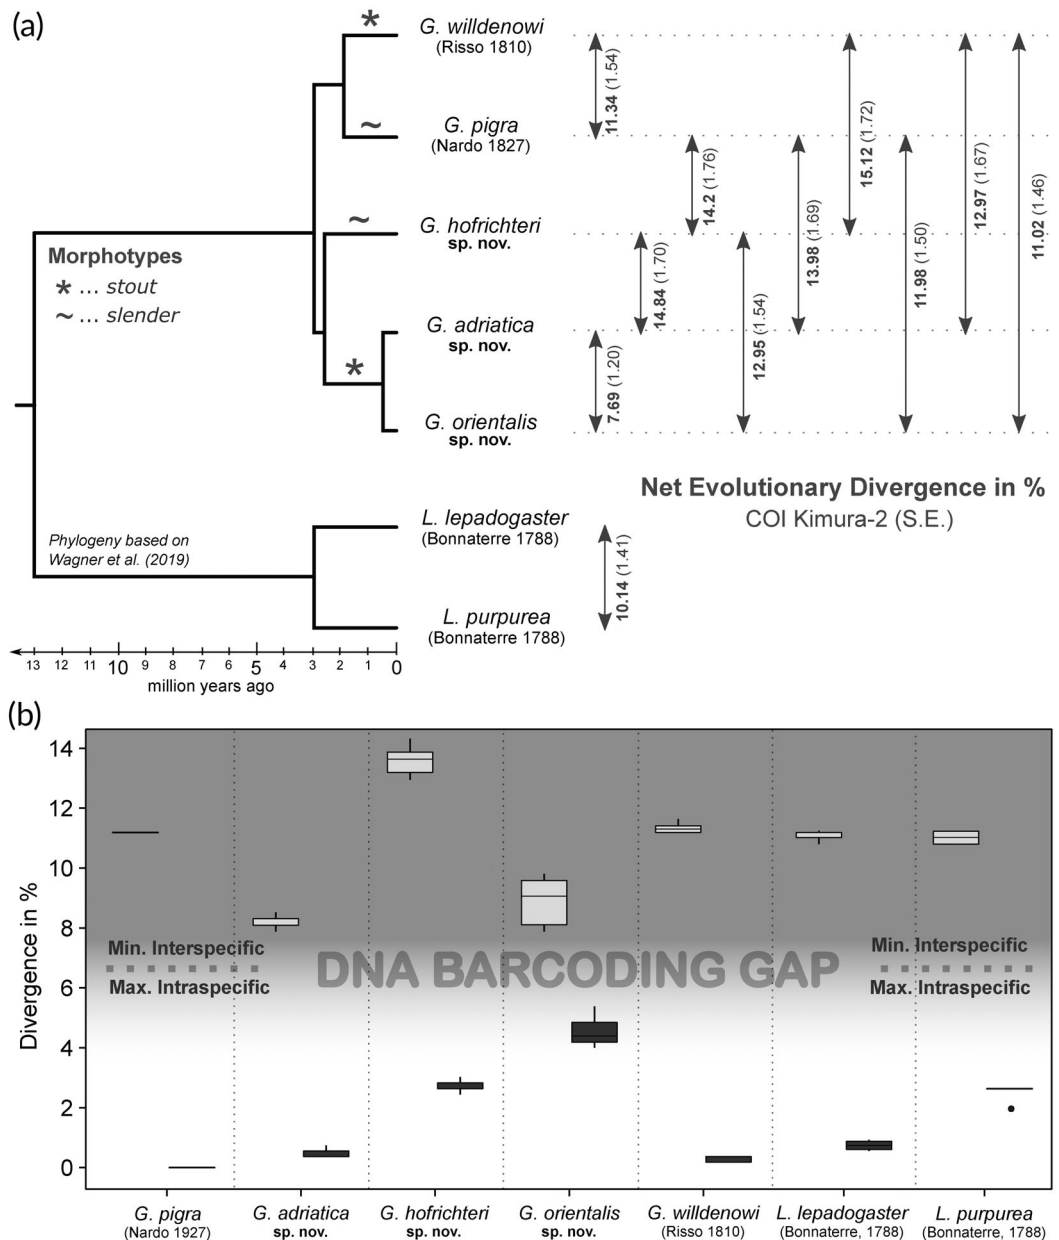 (a)
G. willdenowi
(Risso 1810)
G. pigra
(Nardo 1827)
G. hofrichteri
sp. nov.
G. adriatica
sp. nov.
G. orientalis
sp. nov.
L. lepadogaster
(Bonnaterre 1788)
L. purpurea
(Bonnaterre 1788)
Morphotypes
* ... stout
~ ... slender
Phylogeny based on
Wagner et al. (2019)
13 12 11 10 9 8 7 6 5 4 3 2 1 0
million years ago
11.34 (1.54)
7.69 (1.20)
14.84 (1.70)
14.2 (1.76)
12.95 (1.54)
13.98 (1.69)
15.12 (1.72)
11.98 (1.50)
12.97 (1.67)
11.02 (1.46)
10.14 (1.41)
Net Evolutionary Divergence in %
COI Kimura-2 (S.E.)
(b)
Divergence in %
14
12
10
8
6
4
2
0
Min. Interspecific
Max. Intraspecific
DNA BARCODING GAP
Min. Interspecific
Max. Intraspecific
G. pigra
(Nardo 1927)
G. adriatica
sp. nov.
G. hofrichteri
sp. nov.
G. orientalis
sp. nov.
G. willdenowi
(Risso 1810)
L. lepadogaster
(Bonnaterre, 1788)
L. purpurea
(Bonnaterre, 1788)